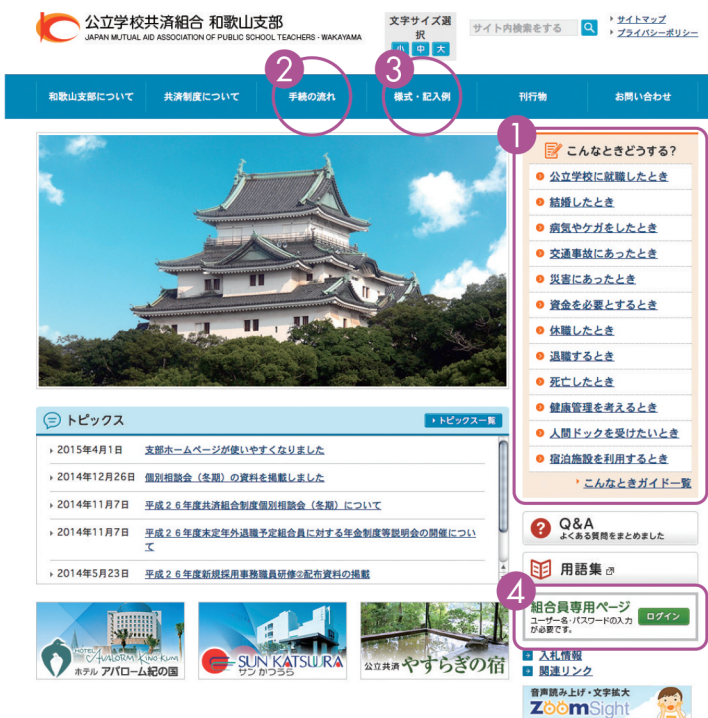 公立学校共済組合 和歌山支部
JAPAN MUTUAL AID ASSOCIATION OF PUBLIC SCHOOL TEACHERS - WAKAYAMA
文字サイズ選
択
小 中 大
サイト内検索をする
サイトマップ
プライバシーポリシー
2
3
和歌山支部について 共済制度について 手続の流れ 様式・記入例 刊行物 お問い合わせ
1
こんなときどうする?
公立学校に就職したとき
結婚したとき
病気やケガをしたとき
交通事故にあったとき
災害にあったとき
資金を必要とするとき
休職したとき
退職するとき
死亡したとき
健康管理を考えるとき
人間ドックを受けたいとき
宿泊施設を利用するとき
こんなときガイド一覧
トピックス
トピックス一覧
2015年4月1日 支部ホームページが使いやすくなりました
2014年12月26日 個別相談会（冬期）の資料を掲載しました
2014年11月7日 平成２６年度共済組合制度個別相談会（冬期）について
2014年11月7日 平成２６年度末定年外退職予定組合員に対する年金制度等説明会の開催につい
て
2014年5月23日 平成２６年度新規採用事務職員研修②配布資料の掲載
Q&A
よくある質問をまとめました
用語集
4
組合員専用ページ
ユーザー名・パスワードの入力
が必要です。
ログイン
入札情報
関連リンク
音声読み上げ・文字拡大
ZoomSight
HOTEL AVALORM KINOKUNI
ホテル アバローム紀の国
SUN KATSUURA
サンかつうら
公立共済 やすらぎの宿